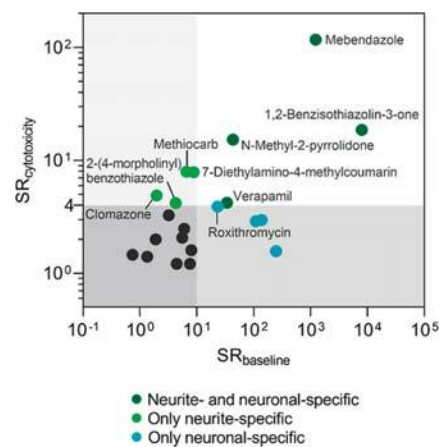 10²
Mebendazole
1,2-Benzisothiazolin-3-one
Methiocarb
N-Methyl-2-pyrrolidone
2-(4-morpholinyl)
benzothiazole
7-Diethylamino-4-methylcoumarin
10¹
Verapamil
Clomazone
4
Roxithromycin
10⁰
SRcytotoxicity
10⁻¹ 10⁰ 10¹ 10² 10³ 10⁴ 10⁵
SRbaseline
Neurite- and neuronal-specific
Only neurite-specific
Only neuronal-specific